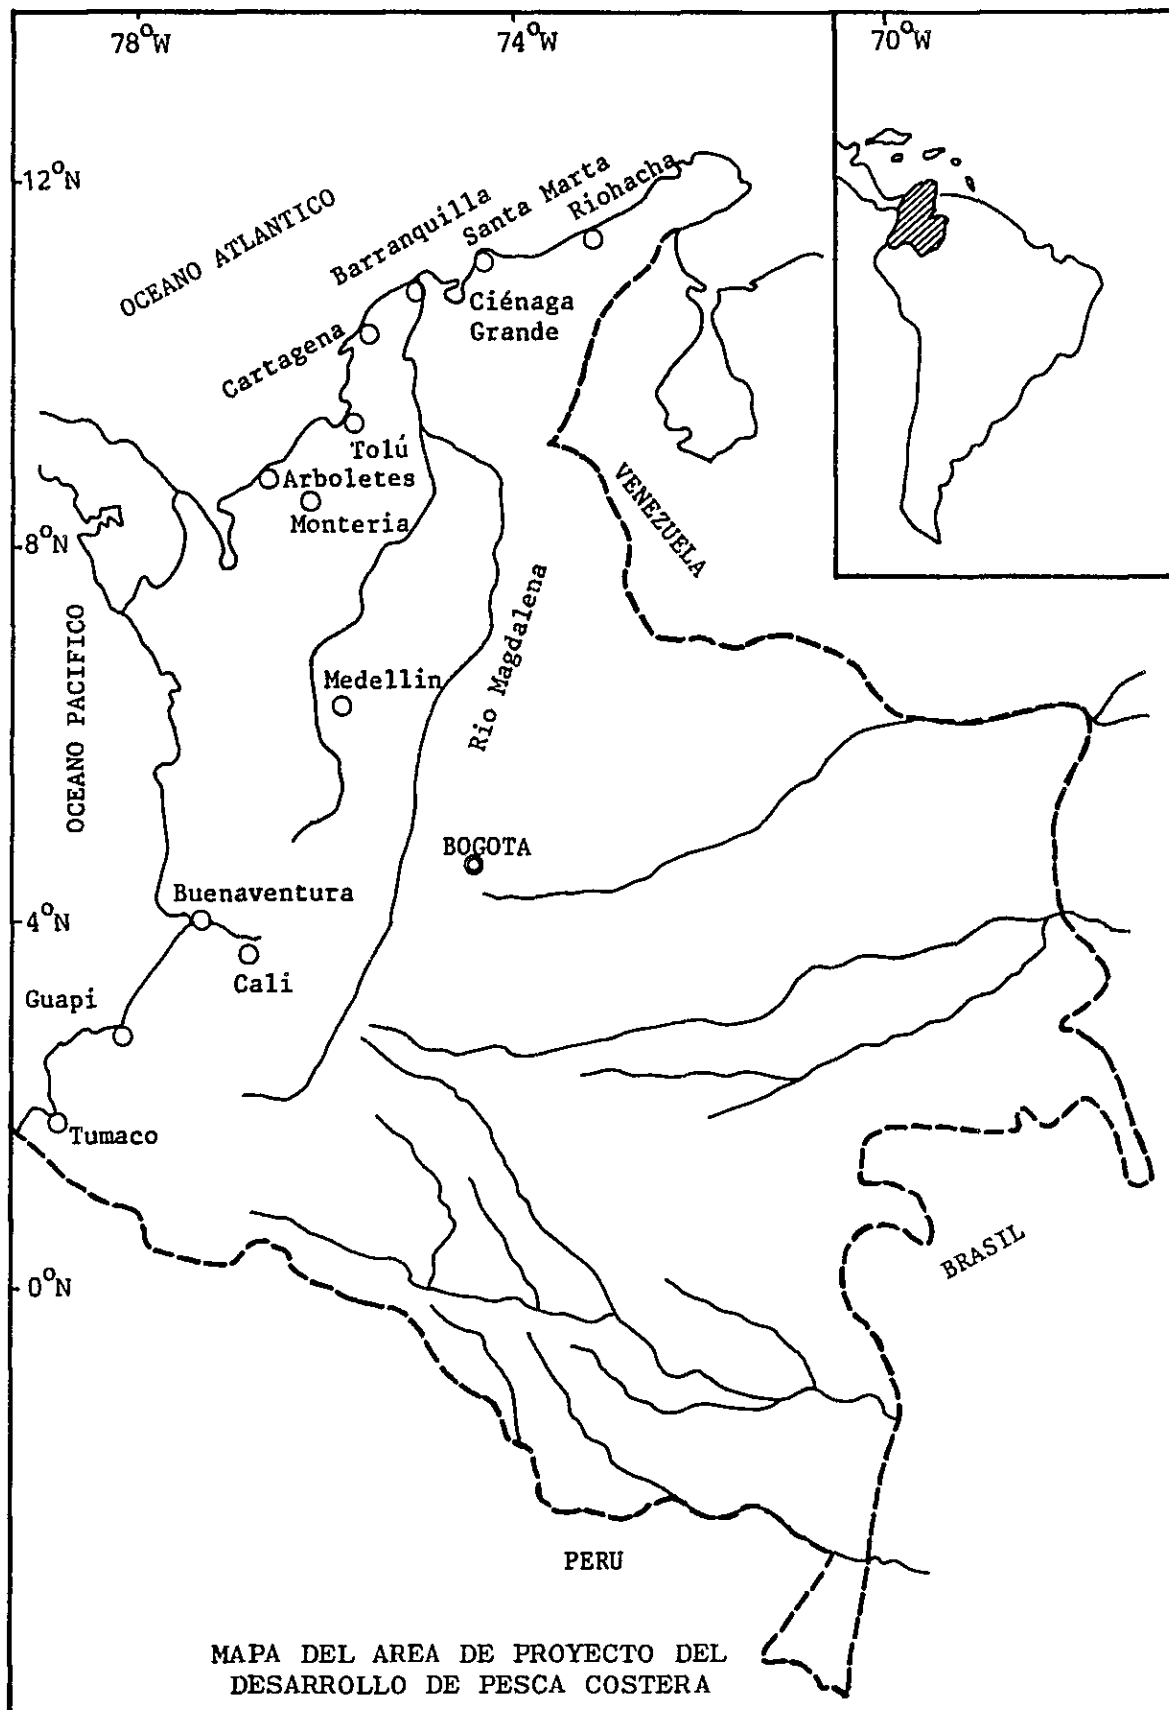 78°W
74°W
70°W
12°N
OCEANO ATLANTICO
Barranquilla
Santa Marta
Riohacha
Ciénaga
Grande
Cartagena
Tolú
Arboletes
Monteria
8°N
VENEZUELA
OCEANO PACIFICO
Rio Magdalena
Medellin
BOGOTA
Buenaventura
4°N
Cali
Guapi
Tumaco
BRASIL
0°N
PERU
MAPA DEL AREA DE PROYECTO DEL
DESARROLLO DE PESCA COSTERA